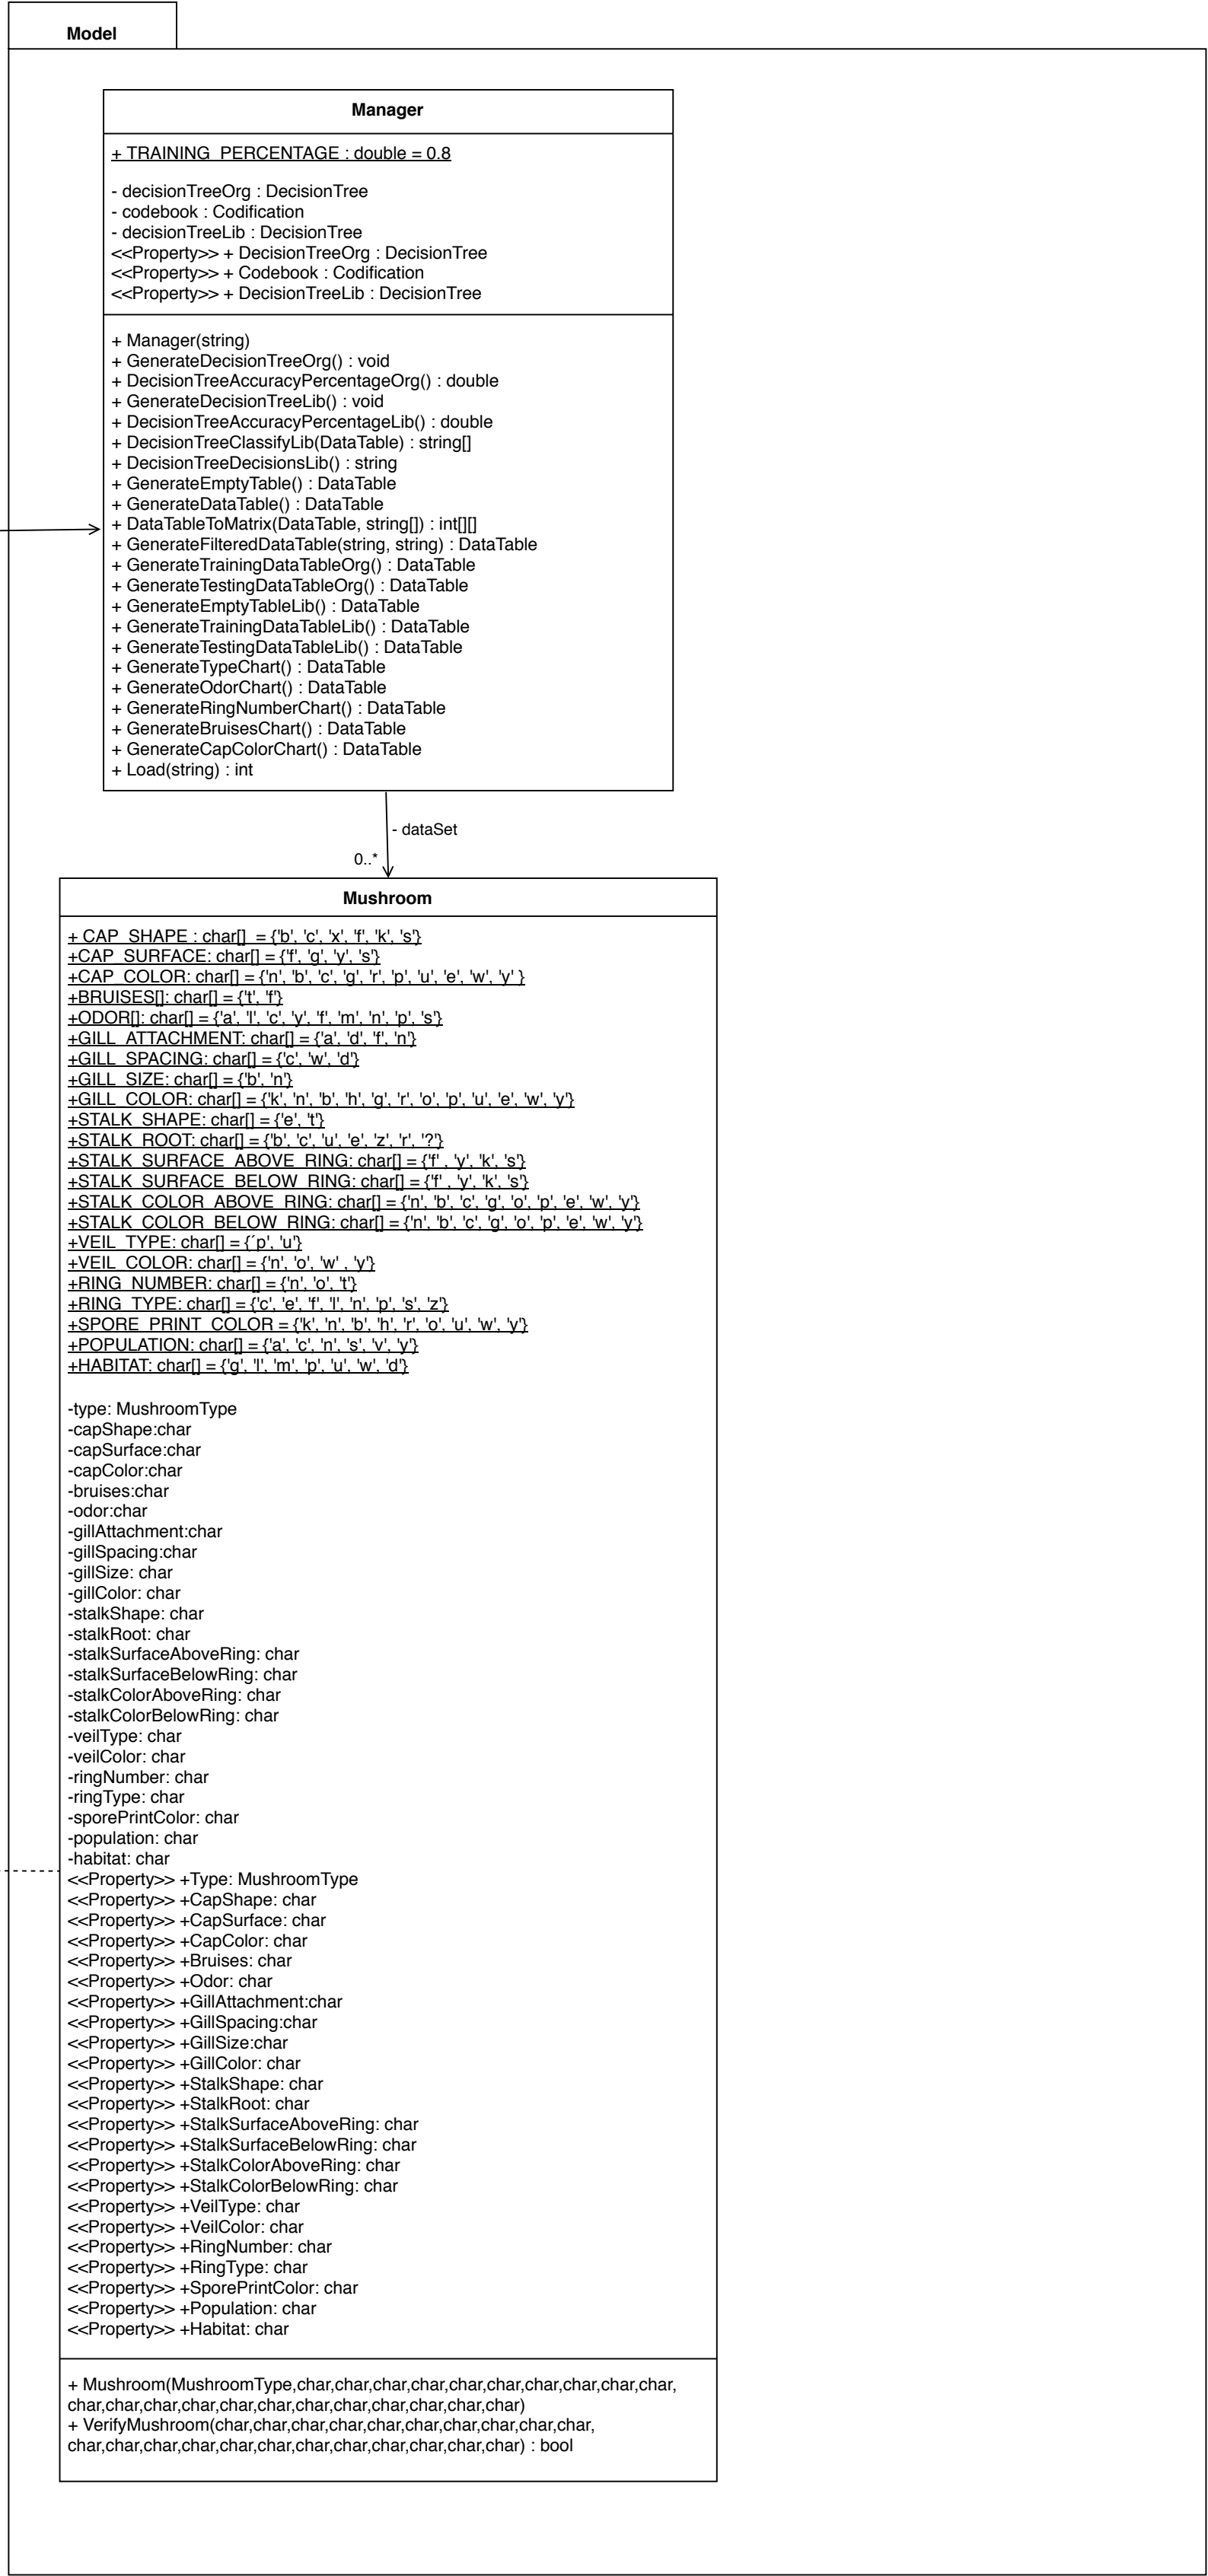 Model
Manager
+ TRAINING_PERCENTAGE : double = 0.8
- decisionTreeOrg : DecisionTree
- codebook : Codification
- decisionTreeLib : DecisionTree
<<Property>> + DecisionTreeOrg : DecisionTree
<<Property>> + Codebook : Codification
<<Property>> + DecisionTreeLib : DecisionTree
+ Manager(string)
+ GenerateDecisionTreeOrg() : void
+ DecisionTreeAccuracyPercentageOrg() : double
+ GenerateDecisionTreeLib() : void
+ DecisionTreeAccuracyPercentageLib() : double
+ DecisionTreeClassifyLib(DataTable) : string[]
+ DecisionTreeDecisionsLib() : string
+ GenerateEmptyTable() : DataTable
+ GenerateDataTable() : DataTable
+ DataTableToMatrix(DataTable, string[]) : int[][]
+ GenerateFilteredDataTable(string, string) : DataTable
+ GenerateTrainingDataTableOrg() : DataTable
+ GenerateTestingDataTableOrg() : DataTable
+ GenerateEmptyTableLib() : DataTable
+ GenerateTrainingDataTableLib() : DataTable
+ GenerateTestingDataTableLib() : DataTable
+ GenerateTypeChart() : DataTable
+ GenerateOdorChart() : DataTable
+ GenerateRingNumberChart() : DataTable
+ GenerateBruisesChart() : DataTable
+ GenerateCapColorChart() : DataTable
+ Load(string) : int
- dataSet
0..*
Mushroom
+ CAP_SHAPE : char[]  = {'b', 'c', 'x', 'f', 'k', 's'}
+CAP_SURFACE: char[] = {'f', 'g', 'y', 's'}
+CAP_COLOR: char[] = {'n', 'b', 'c', 'g', 'r', 'p', 'u', 'e', 'w', 'y' }
+BRUISES[]: char[] = {'t', 'f'}
+ODOR[]: char[] = {'a', 'l', 'c', 'y', 'f', 'm', 'n', 'p', 's'}
+GILL_ATTACHMENT: char[] = {'a', 'd', 'f', 'n'}
+GILL_SPACING: char[] = {'c', 'w', 'd'}
+GILL_SIZE: char[] = {'b', 'n'}
+GILL_COLOR: char[] = {'k', 'n', 'b', 'h', 'g', 'r', 'o', 'p', 'u', 'e', 'w', 'y'}
+STALK_SHAPE: char[] = {'e', 't'}
+STALK_ROOT: char[] = {'b', 'c', 'u', 'e', 'z', 'r', '?'}
+STALK_SURFACE_ABOVE_RING: char[] = {'f' , 'y', 'k', 's'}
+STALK_SURFACE_BELOW_RING: char[] = {'f' , 'y', 'k', 's'}
+STALK_COLOR_ABOVE_RING: char[] = {'n', 'b', 'c', 'g', 'o', 'p', 'e', 'w', 'y'}
+STALK_COLOR_BELOW_RING: char[] = {'n', 'b', 'c', 'g', 'o', 'p', 'e', 'w', 'y'}
+VEIL_TYPE: char[] = {´p', 'u'}
+VEIL_COLOR: char[] = {'n', 'o', 'w' , 'y'}
+RING_NUMBER: char[] = {'n', 'o', 't'}
+RING_TYPE: char[] = {'c', 'e', 'f', 'l', 'n', 'p', 's', 'z'}
+SPORE_PRINT_COLOR = {'k', 'n', 'b', 'h', 'r', 'o', 'u', 'w', 'y'}
+POPULATION: char[] = {'a', 'c', 'n', 's', 'v', 'y'}
+HABITAT: char[] = {'g', 'l', 'm', 'p', 'u', 'w', 'd'}
-type: MushroomType
-capShape:char
-capSurface:char
-capColor:char
-bruises:char
-odor:char
-gillAttachment:char
-gillSpacing:char
-gillSize: char
-gillColor: char
-stalkShape: char
-stalkRoot: char
-stalkSurfaceAboveRing: char
-stalkSurfaceBelowRing: char
-stalkColorAboveRing: char
-stalkColorBelowRing: char
-veilType: char
-veilColor: char
-ringNumber: char
-ringType: char
-sporePrintColor: char
-population: char
-habitat: char
<<Property>> +Type: MushroomType
<<Property>> +CapShape: char
<<Property>> +CapSurface: char
<<Property>> +CapColor: char
<<Property>> +Bruises: char
<<Property>> +Odor: char
<<Property>> +GillAttachment:char
<<Property>> +GillSpacing:char
<<Property>> +GillSize:char
<<Property>> +GillColor: char
<<Property>> +StalkShape: char
<<Property>> +StalkRoot: char
<<Property>> +StalkSurfaceAboveRing: char
<<Property>> +StalkSurfaceBelowRing: char
<<Property>> +StalkColorAboveRing: char
<<Property>> +StalkColorBelowRing: char
<<Property>> +VeilType: char
<<Property>> +VeilColor: char
<<Property>> +RingNumber: char
<<Property>> +RingType: char
<<Property>> +SporePrintColor: char
<<Property>> +Population: char
<<Property>> +Habitat: char
+ Mushroom(MushroomType,char,char,char,char,char,char,char,char,char,char,
char,char,char,char,char,char,char,char,char,char,char,char)
+ VerifyMushroom(char,char,char,char,char,char,char,char,char,char,
char,char,char,char,char,char,char,char,char,char,char,char) : bool